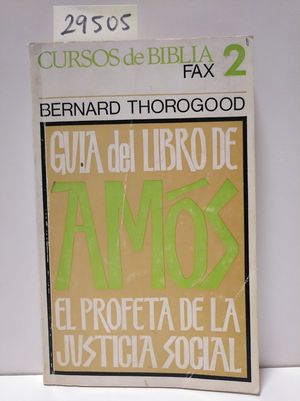 29505
CURSOS de BIBLIA
FAX 2
BERNARD THOROGOOD
GUIA del LIBRO DE
AMÓS
EL PROFETA DE LA
JUSTICIA SOCIAL